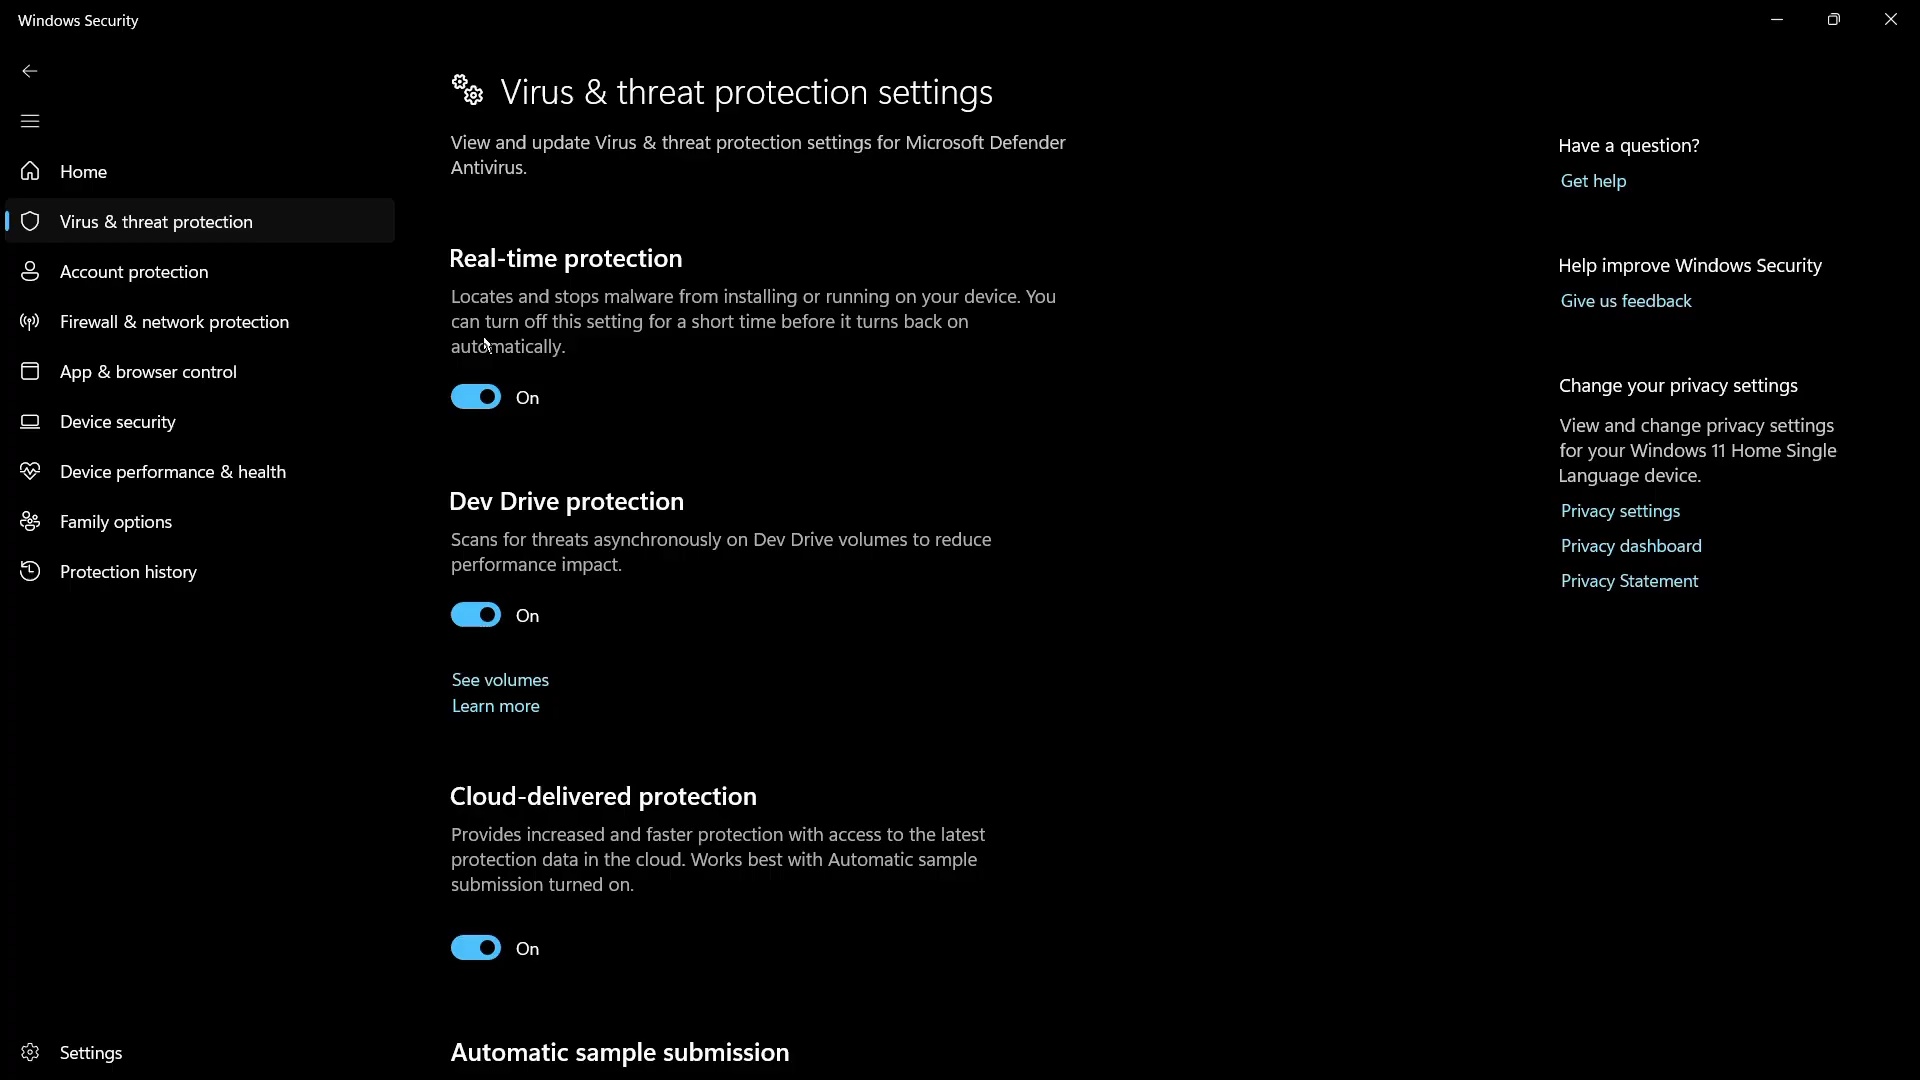 Windows Security
Home
Virus & threat protection
Account protection
Firewall & network protection
App & browser control
Device security
Device performance & health
Family options
Protection history
Settings
Virus & threat protection settings
View and update Virus & threat protection settings for Microsoft Defender
Antivirus.
Real-time protection
Locates and stops malware from installing or running on your device. You
can turn off this setting for a short time before it turns back on
automatically.
On
Dev Drive protection
Scans for threats asynchronously on Dev Drive volumes to reduce
performance impact.
On
See volumes
Learn more
Cloud-delivered protection
Provides increased and faster protection with access to the latest
protection data in the cloud. Works best with Automatic sample
submission turned on.
On
Automatic sample submission
Have a question?
Get help
Help improve Windows Security
Give us feedback
Change your privacy settings
View and change privacy settings
for your Windows 11 Home Single
Language device.
Privacy settings
Privacy dashboard
Privacy Statement